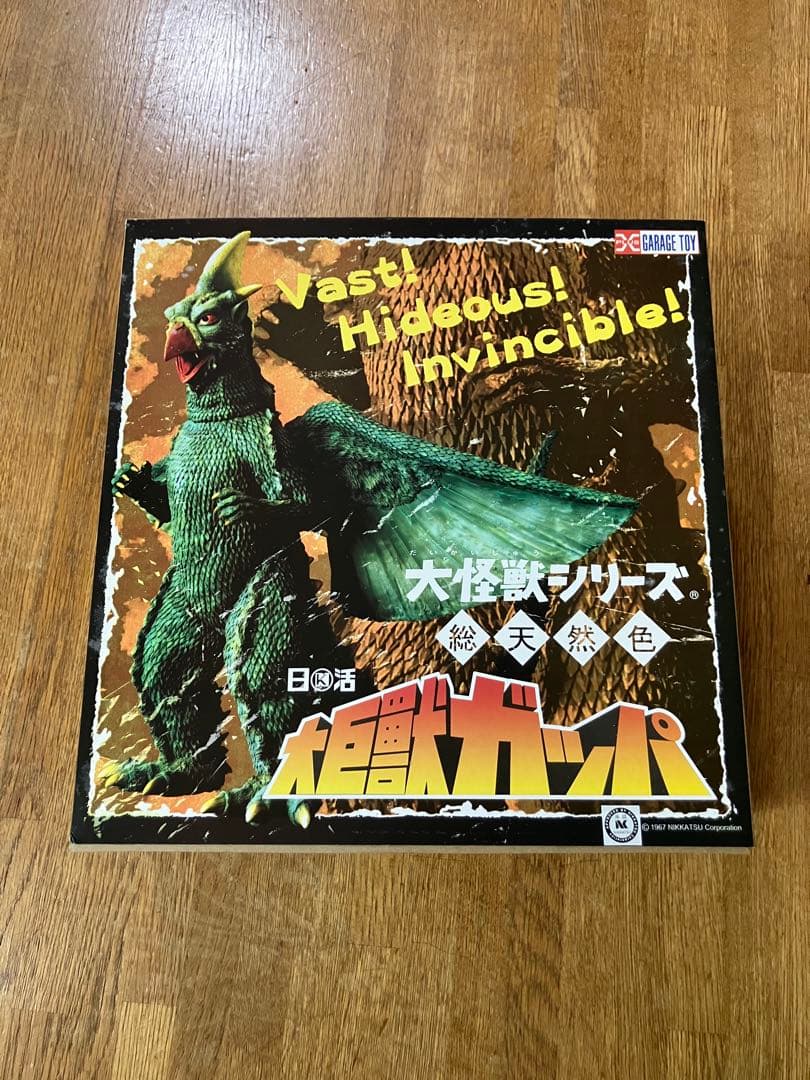 GARAGE TOY
Vast!
Hideous!
Invincible!
だいかいじゅう
大怪獣シリーズ®
総天然色
日活
大巨獣ガッパ
© 1967 NIKKATSU Corporation